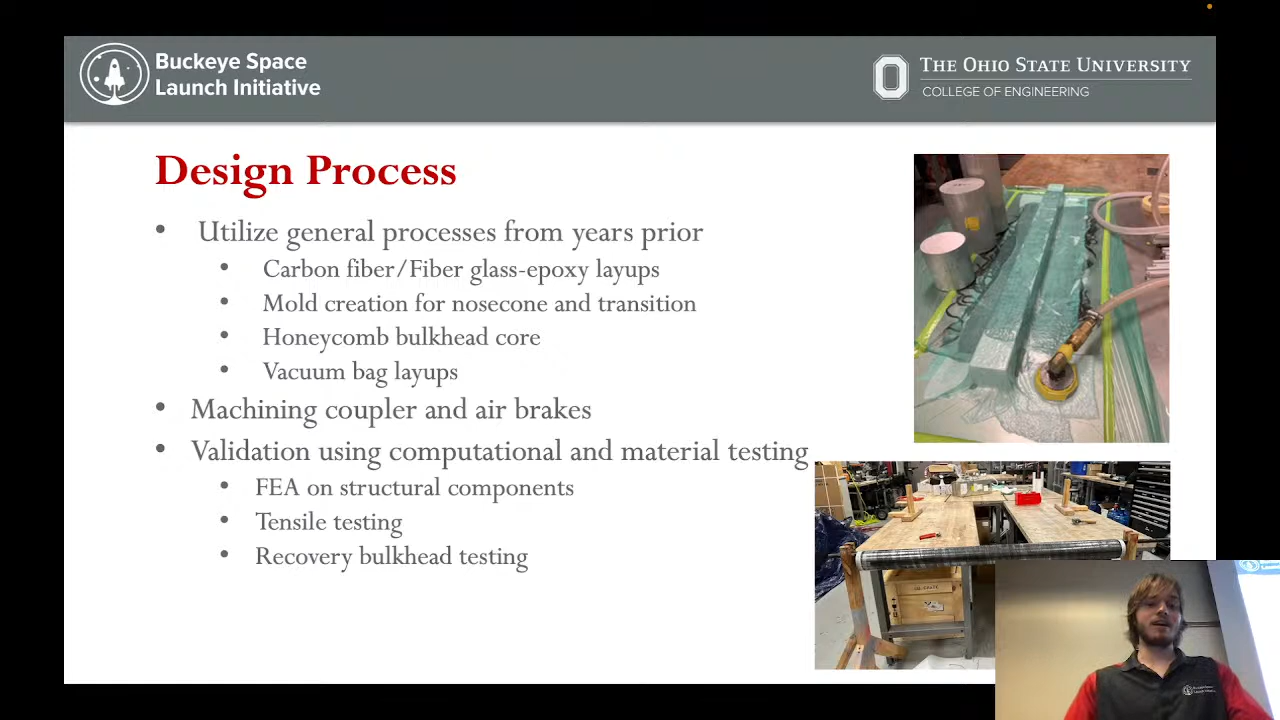 Buckeye Space
Launch Initiative
THE OHIO STATE UNIVERSITY
COLLEGE OF ENGINEERING
Design Process
• Utilize general processes from years prior
• Carbon fiber/Fiber glass-epoxy layups
• Mold creation for nosecone and transition
• Honeycomb bulkhead core
• Vacuum bag layups
• Machining coupler and air brakes
• Validation using computational and material testing
• FEA on structural components
• Tensile testing
• Recovery bulkhead testing